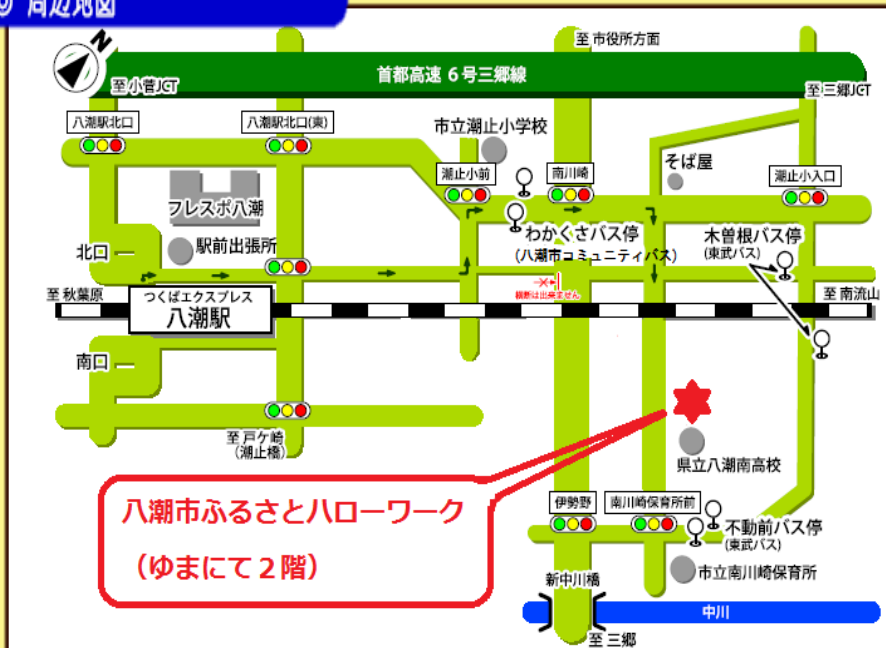 周辺地図
N
至 市役所方面
首都高速 6号三郷線
至 小菅JCT
至 三郷JCT
八潮駅北口
八潮駅北口(東)
市立潮止小学校
潮止小前
南川崎
そば屋
潮止小入口
フレスポ八潮
わかくさバス停
(八潮市コミュニティバス)
木曽根バス停
(東武バス)
北口
駅前出張所
横断は出来ません
至 秋葉原
つくばエクスプレス
八潮駅
至 南流山
南口
至 戸ケ崎
(潮止橋)
県立八潮南高校
八潮市ふるさとハローワーク
(ゆまにて2階)
伊勢野
南川崎保育所前
不動前バス停
(東武バス)
新中川橋
市立南川崎保育所
中川
至 三郷